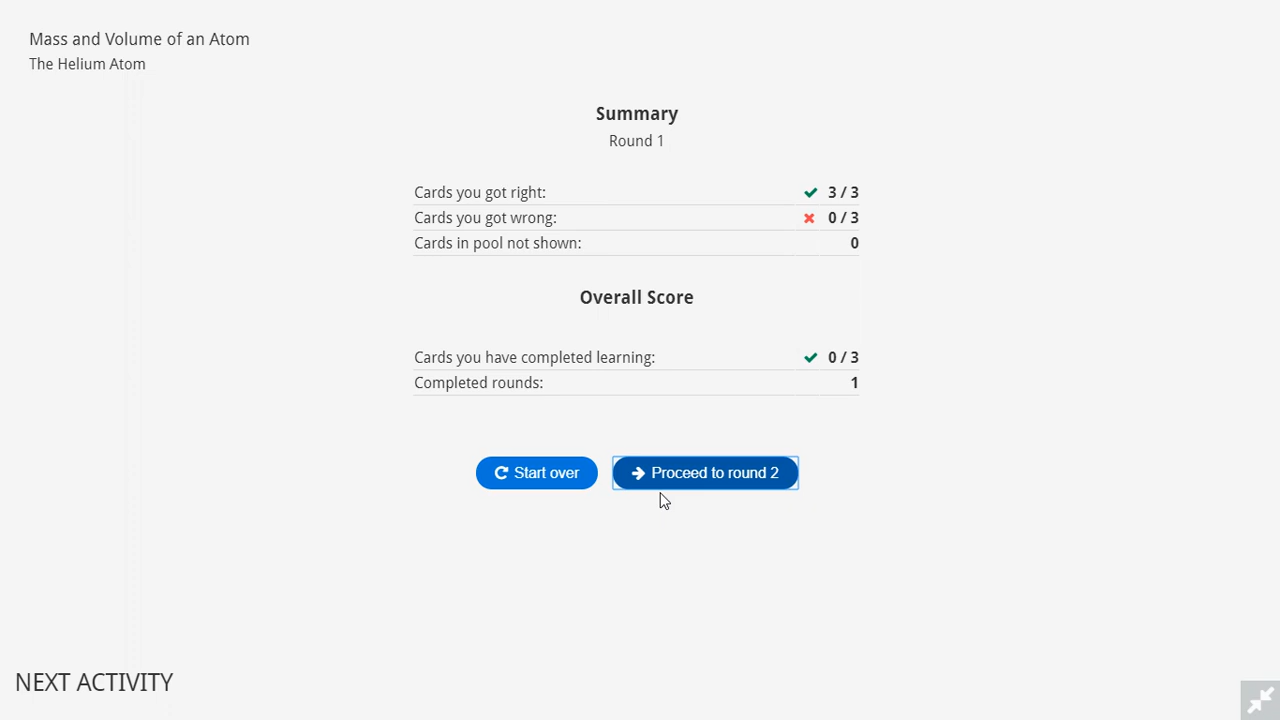 Mass and Volume of an Atom
The Helium Atom
Summary
Round 1
Cards you got right: 3 / 3
Cards you got wrong: 0 / 3
Cards in pool not shown: 0
Overall Score
Cards you have completed learning: 0 / 3
Completed rounds: 1
Start over Proceed to round 2
NEXT ACTIVITY